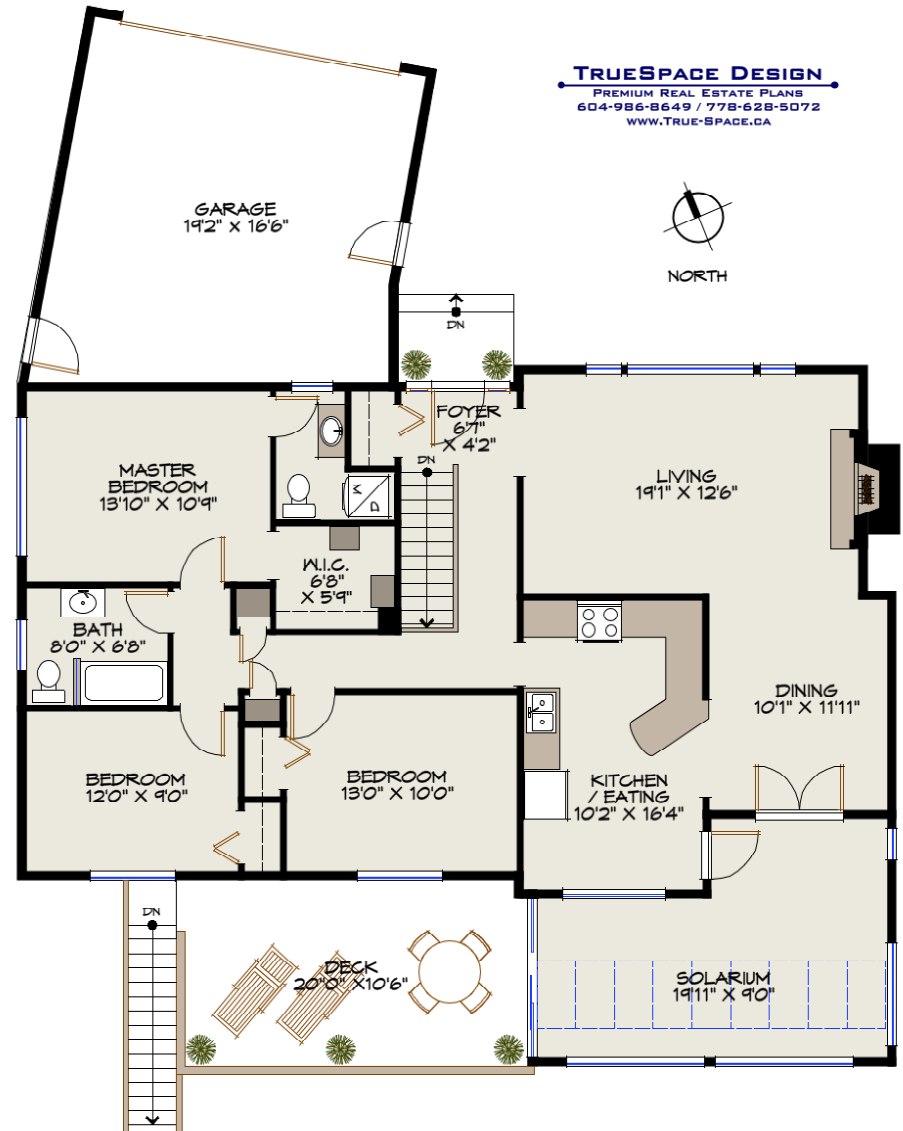 TrueSpace Design
Premium Real Estate Plans
604-986-8649 / 778-628-5072
www.True-Space.ca
GARAGE
19'2" X 16'6"
NORTH
DN
FOYER
6'7"
X 4'2"
DN
MASTER
BEDROOM
13'10" X 10'9"
W
D
LIVING
19'1" X 12'6"
W.I.C.
6'8"
X 5'9"
BATH
8'0" X 6'8"
DINING
10'1" X 11'11"
BEDROOM
12'0" X 9'0"
BEDROOM
13'0" X 10'0"
KITCHEN
/ EATING
10'2" X 16'4"
DN
DECK
20'0" X10'6"
SOLARIUM
19'11" X 9'0"